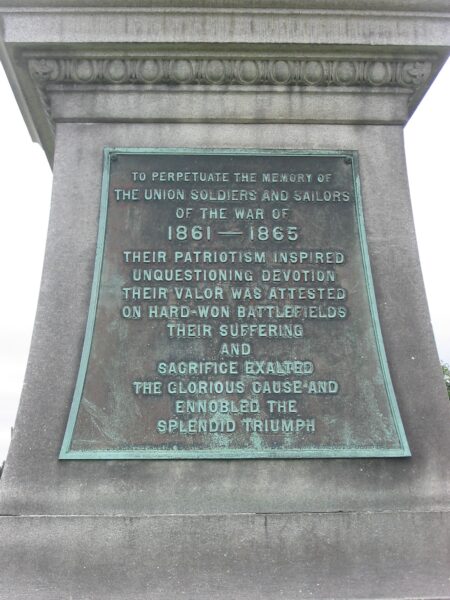 TO PERPETUATE THE MEMORY OF
THE UNION SOLDIERS AND SAILORS
OF THE WAR OF
1861 — 1865
THEIR PATRIOTISM INSPIRED
UNQUESTIONING DEVOTION
THEIR VALOR WAS ATTESTED
ON HARD-WON BATTLEFIELDS
THEIR SUFFERING
AND
SACRIFICE EXALTED
THE GLORIOUS CAUSE AND
ENNOBLED THE
SPLENDID TRIUMPH